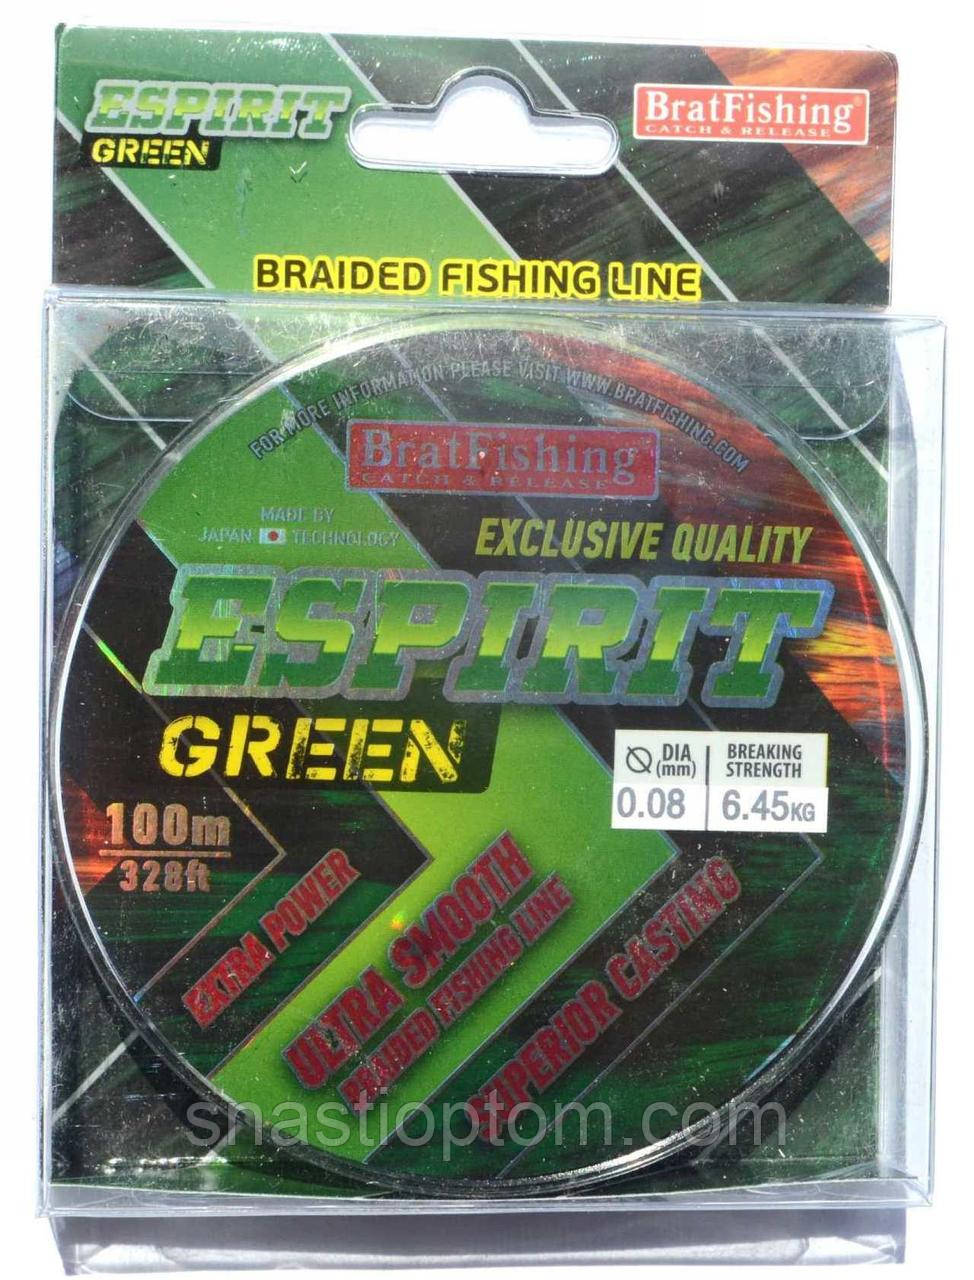 ESPIRIT
GREEN
BratFishing®
CATCH & RELEASE
BRAIDED FISHING LINE
FOR MORE INFORMATION PLEASE VISIT WWW.BRATFISHING.COM
BratFishing
CATCH & RELEASE
MADE BY
JAPAN TECHNOLOGY
EXCLUSIVE QUALITY
ESPIRIT
GREEN
DIA (mm)
BREAKING STRENGTH
0.08
6.45KG
100m
328ft
EXTRA POWER
ULTRA SMOOTH
BRAIDED FISHING LINE
SUPERIOR CASTING
snastioptom.com